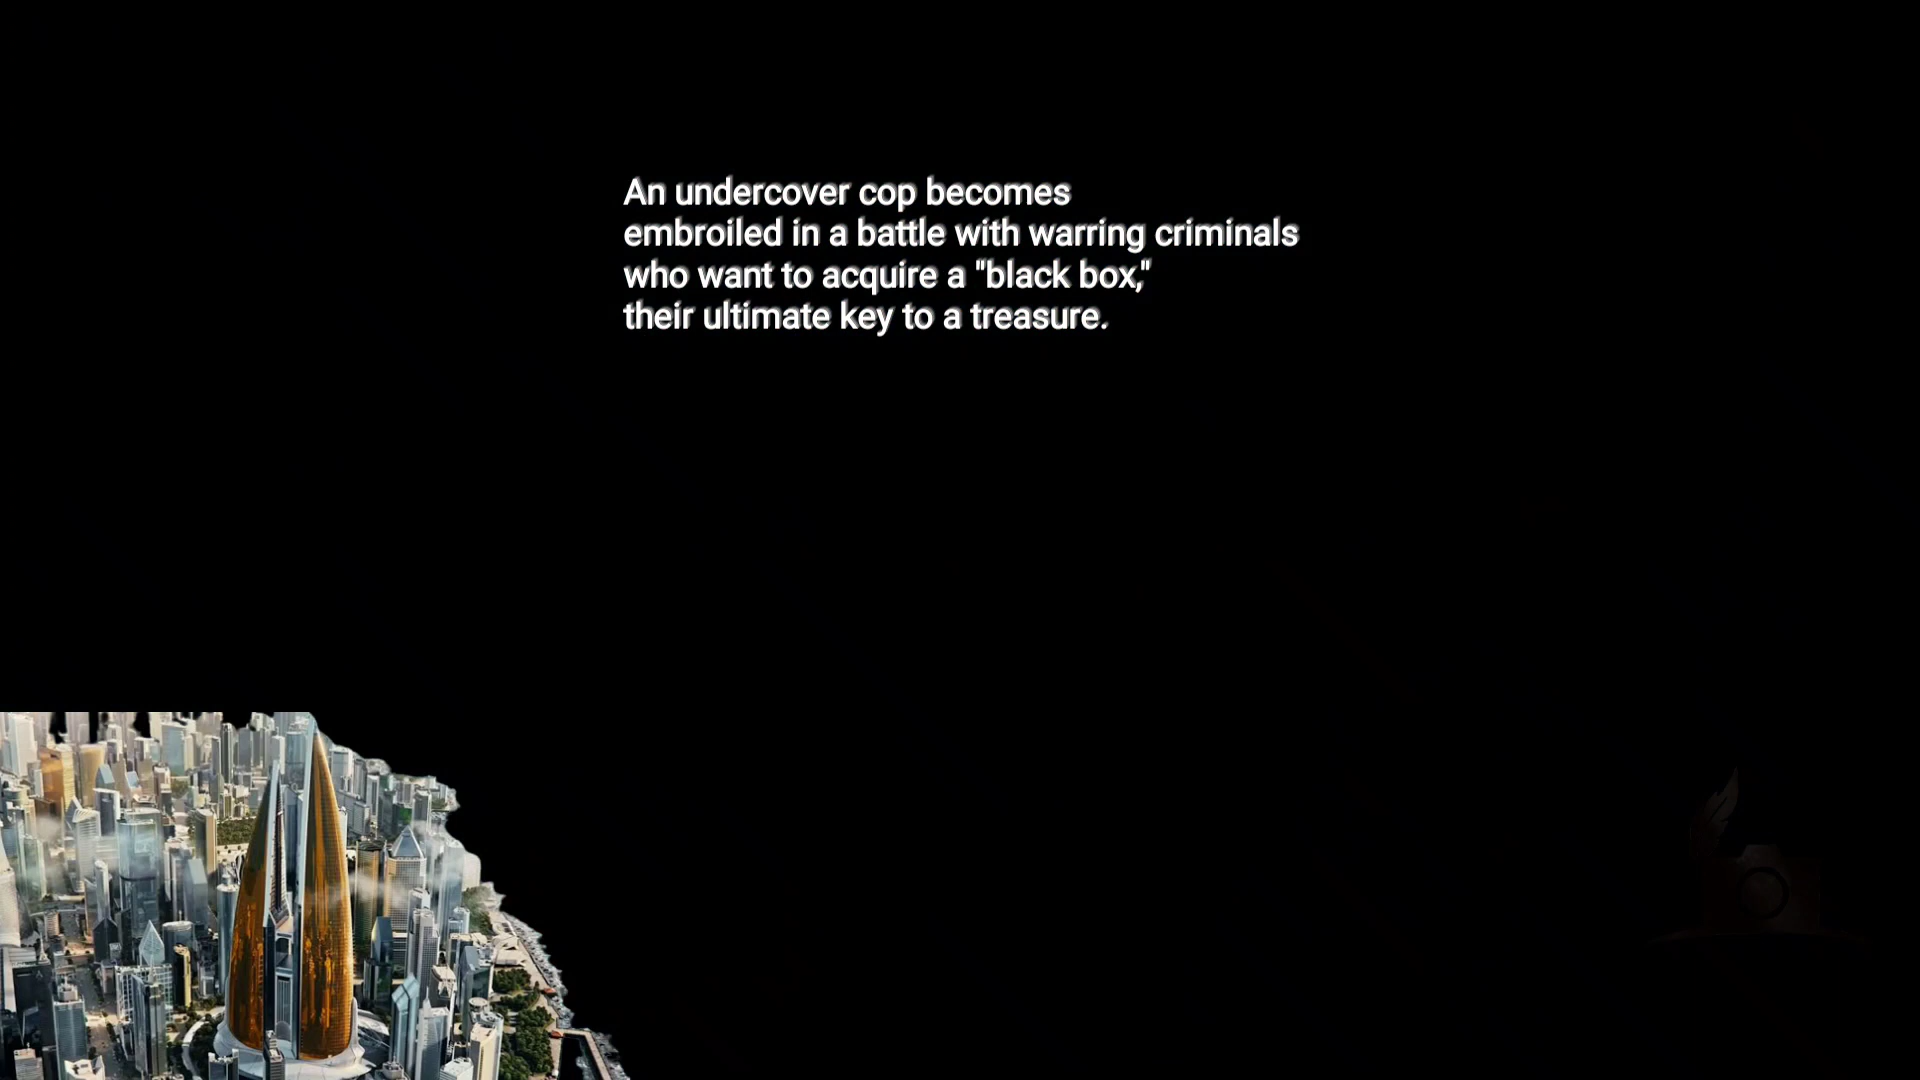 An undercover cop becomes
embroiled in a battle with warring criminals
who want to acquire a "black box,"
their ultimate key to a treasure.